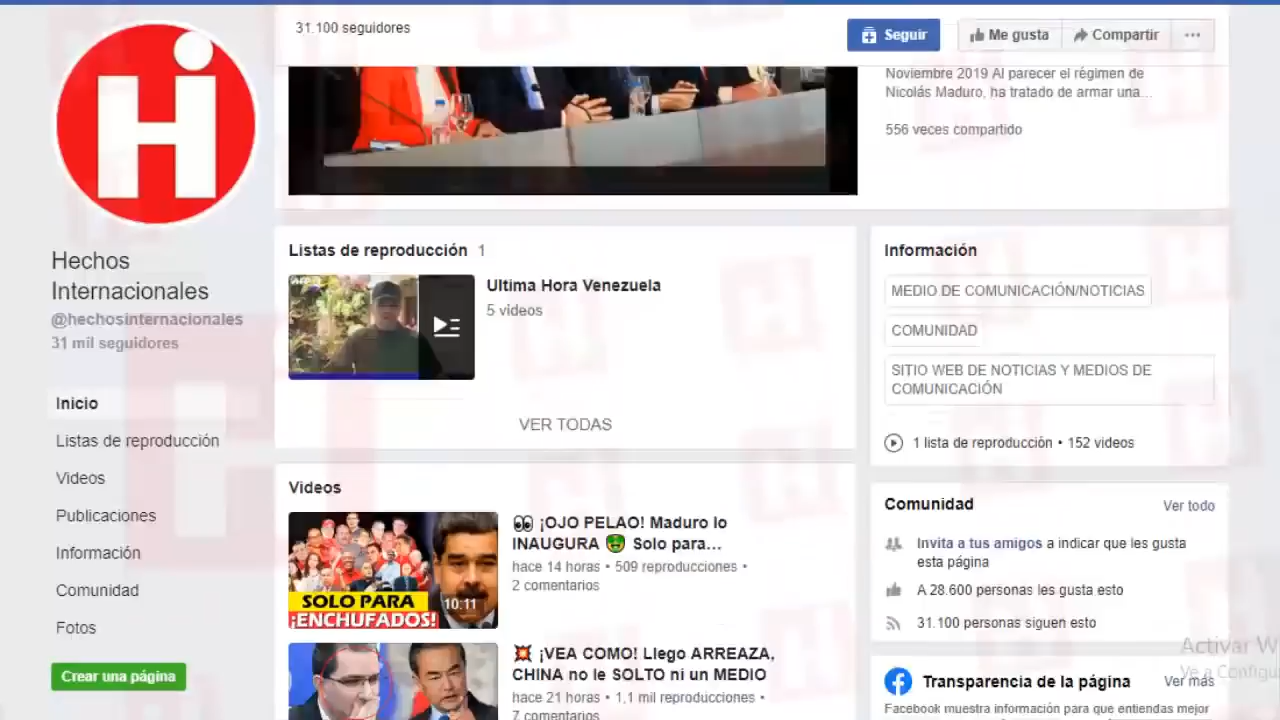 31.100 seguidores
Seguir
Me gusta
Compartir
Noviembre 2019 Al parecer el régimen de
Nicolás Maduro, ha tratado de armar una...
556 veces compartido
Hi
Hechos
Internacionales
@hechosinternacionales
31 mil seguidores
Inicio
Listas de reproducción
Videos
Publicaciones
Información
Comunidad
Fotos
Crear una página
Listas de reproducción 1
Ultima Hora Venezuela
5 videos
VER TODAS
Videos
¡OJO PELAO! Maduro lo
INAUGURA 🤑 Solo para...
hace 14 horas • 509 reproducciones •
2 comentarios
SOLO PARA
¡ENCHUFADOS!
10:11
¡VEA COMO! Llego ARREAZA,
CHINA no le SOLTO ni un MEDIO
hace 21 horas • 1,1 mil reproducciones •
7 comentarios
Información
MEDIO DE COMUNICACIÓN/NOTICIAS
COMUNIDAD
SITIO WEB DE NOTICIAS Y MEDIOS DE
COMUNICACIÓN
1 lista de reproducción • 152 videos
Comunidad
Ver todo
Invita a tus amigos a indicar que les gusta
esta página
A 28.600 personas les gusta esto
31.100 personas siguen esto
Transparencia de la página
Ver más
Facebook muestra información para que entiendas mejor
Activar W
Ve a Configu